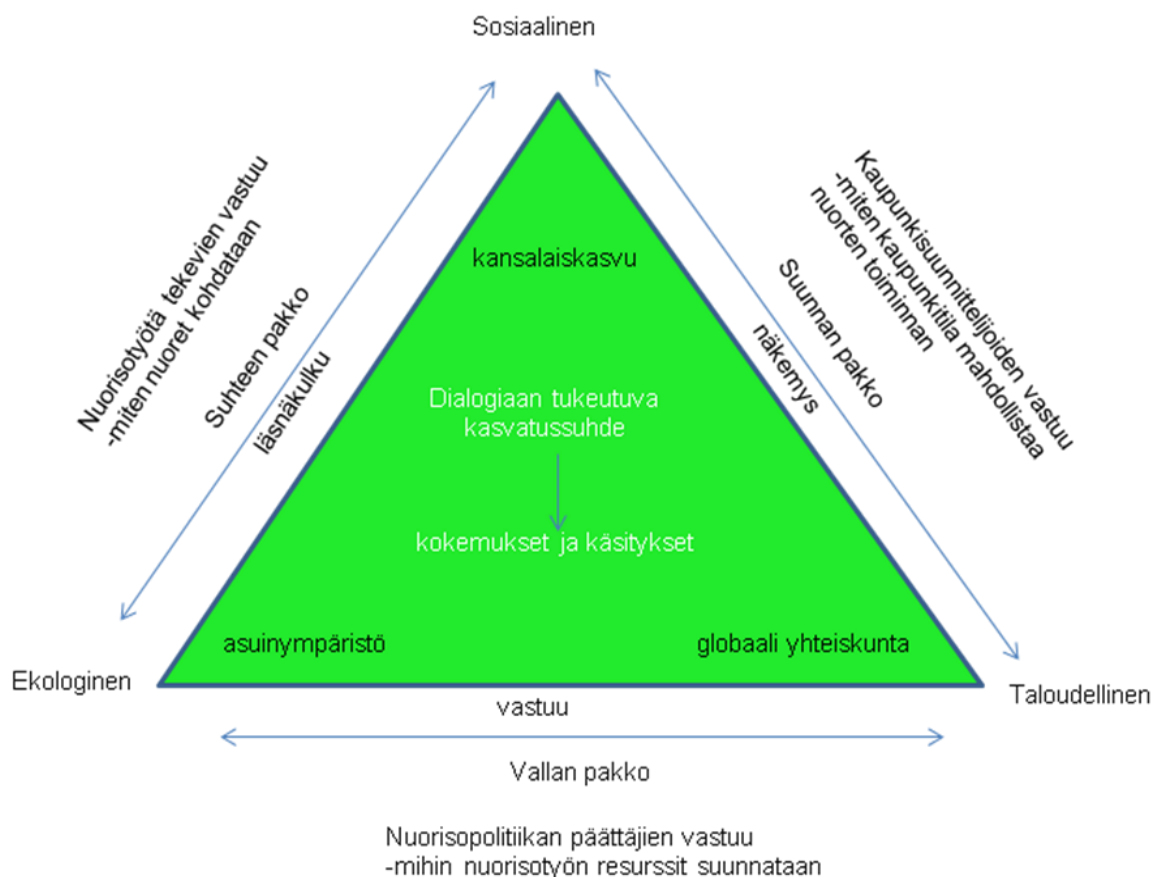 Sosiaalinen
Nuorisotyötä tekevien vastuu
-miten nuoret kohdataan
Suhteen pakko
läsnäkulku
kansalaiskasvu
Kaupunkisuunnittelijoiden vastuu
-miten kaupunkitila mahdollistaa
nuorten toiminnan
Suunnan pakko
näkemys
Dialogiaan tukeutuva
kasvatussuhde
kokemukset ja käsitykset
asuinympäristö
globaali yhteiskunta
Ekologinen
Taloudellinen
vastuu
Vallan pakko
Nuorisopolitiikan päättäjien vastuu
-mihin nuorisotyön resurssit suunnataan